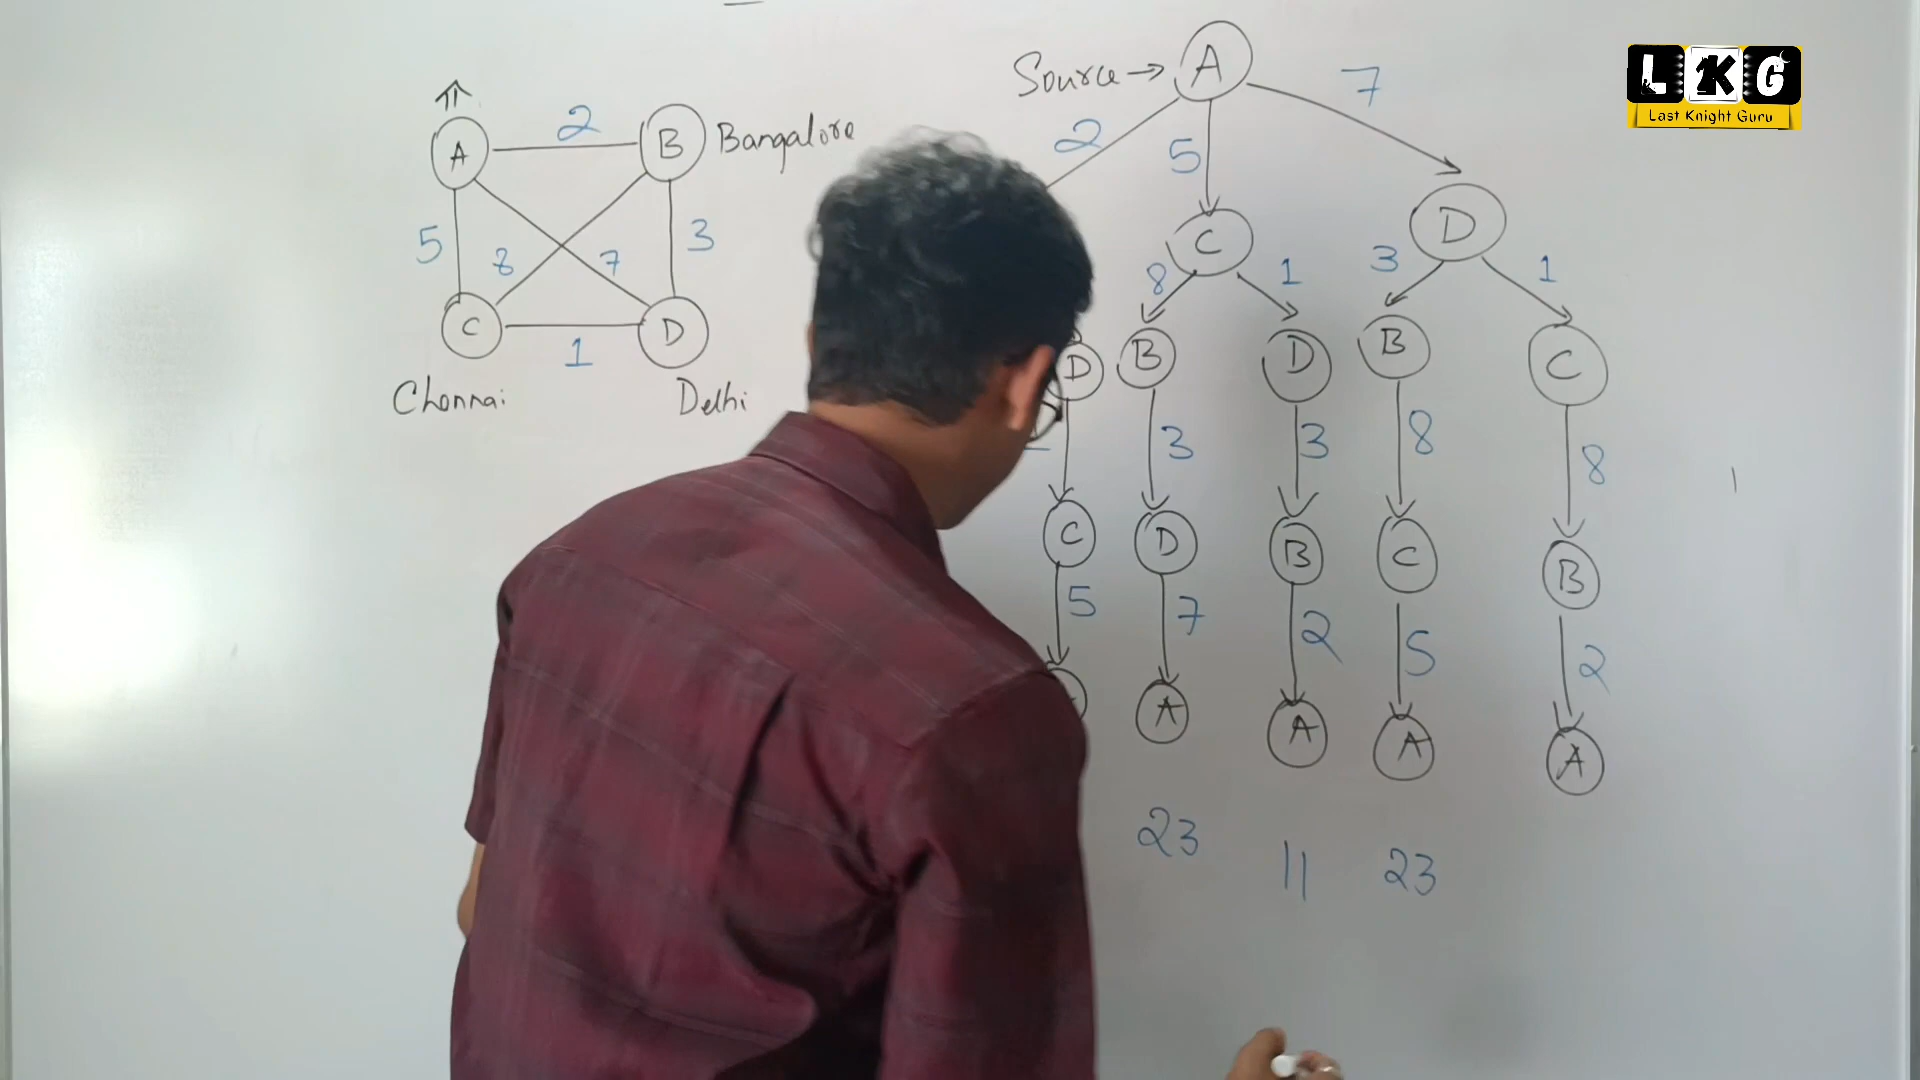 A 2 B Bangalore
5 8 7 3
C 1 D
Chennai Delhi
Source → A
2 5 7
C D
8 1 3 1
D B D B C
3 3 8 8
C D B C B
5 7 2 5 2
A A A A
23 11 23
LKG
Last Knight Guru